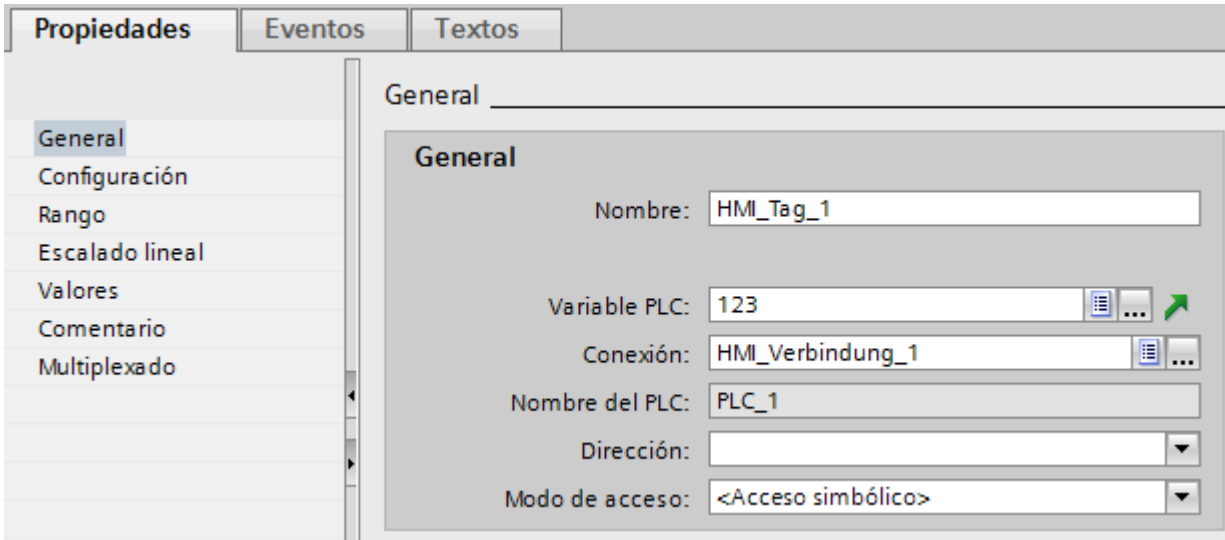 Propiedades
Eventos
Textos
General
Configuración
Rango
Escalado lineal
Valores
Comentario
Multiplexado
General
General
Nombre: HMI_Tag_1
Variable PLC: 123 ...
Conexión: HMI_Verbindung_1 ...
Nombre del PLC: PLC_1
Dirección:
Modo de acceso: <Acceso simbólico>